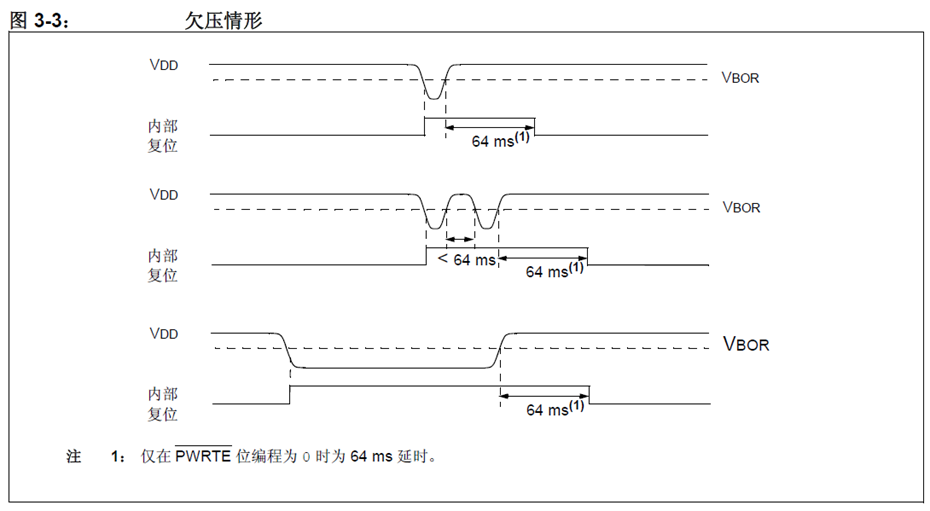 图 3-3： 欠压情形
VDD
VBOR
内部
复位
64 ms(1)
VDD
VBOR
内部
复位
< 64 ms
64 ms(1)
VDD
VBOR
内部
复位
64 ms(1)
注 1： 仅在 PWRTE 位编程为 0 时为 64 ms 延时。